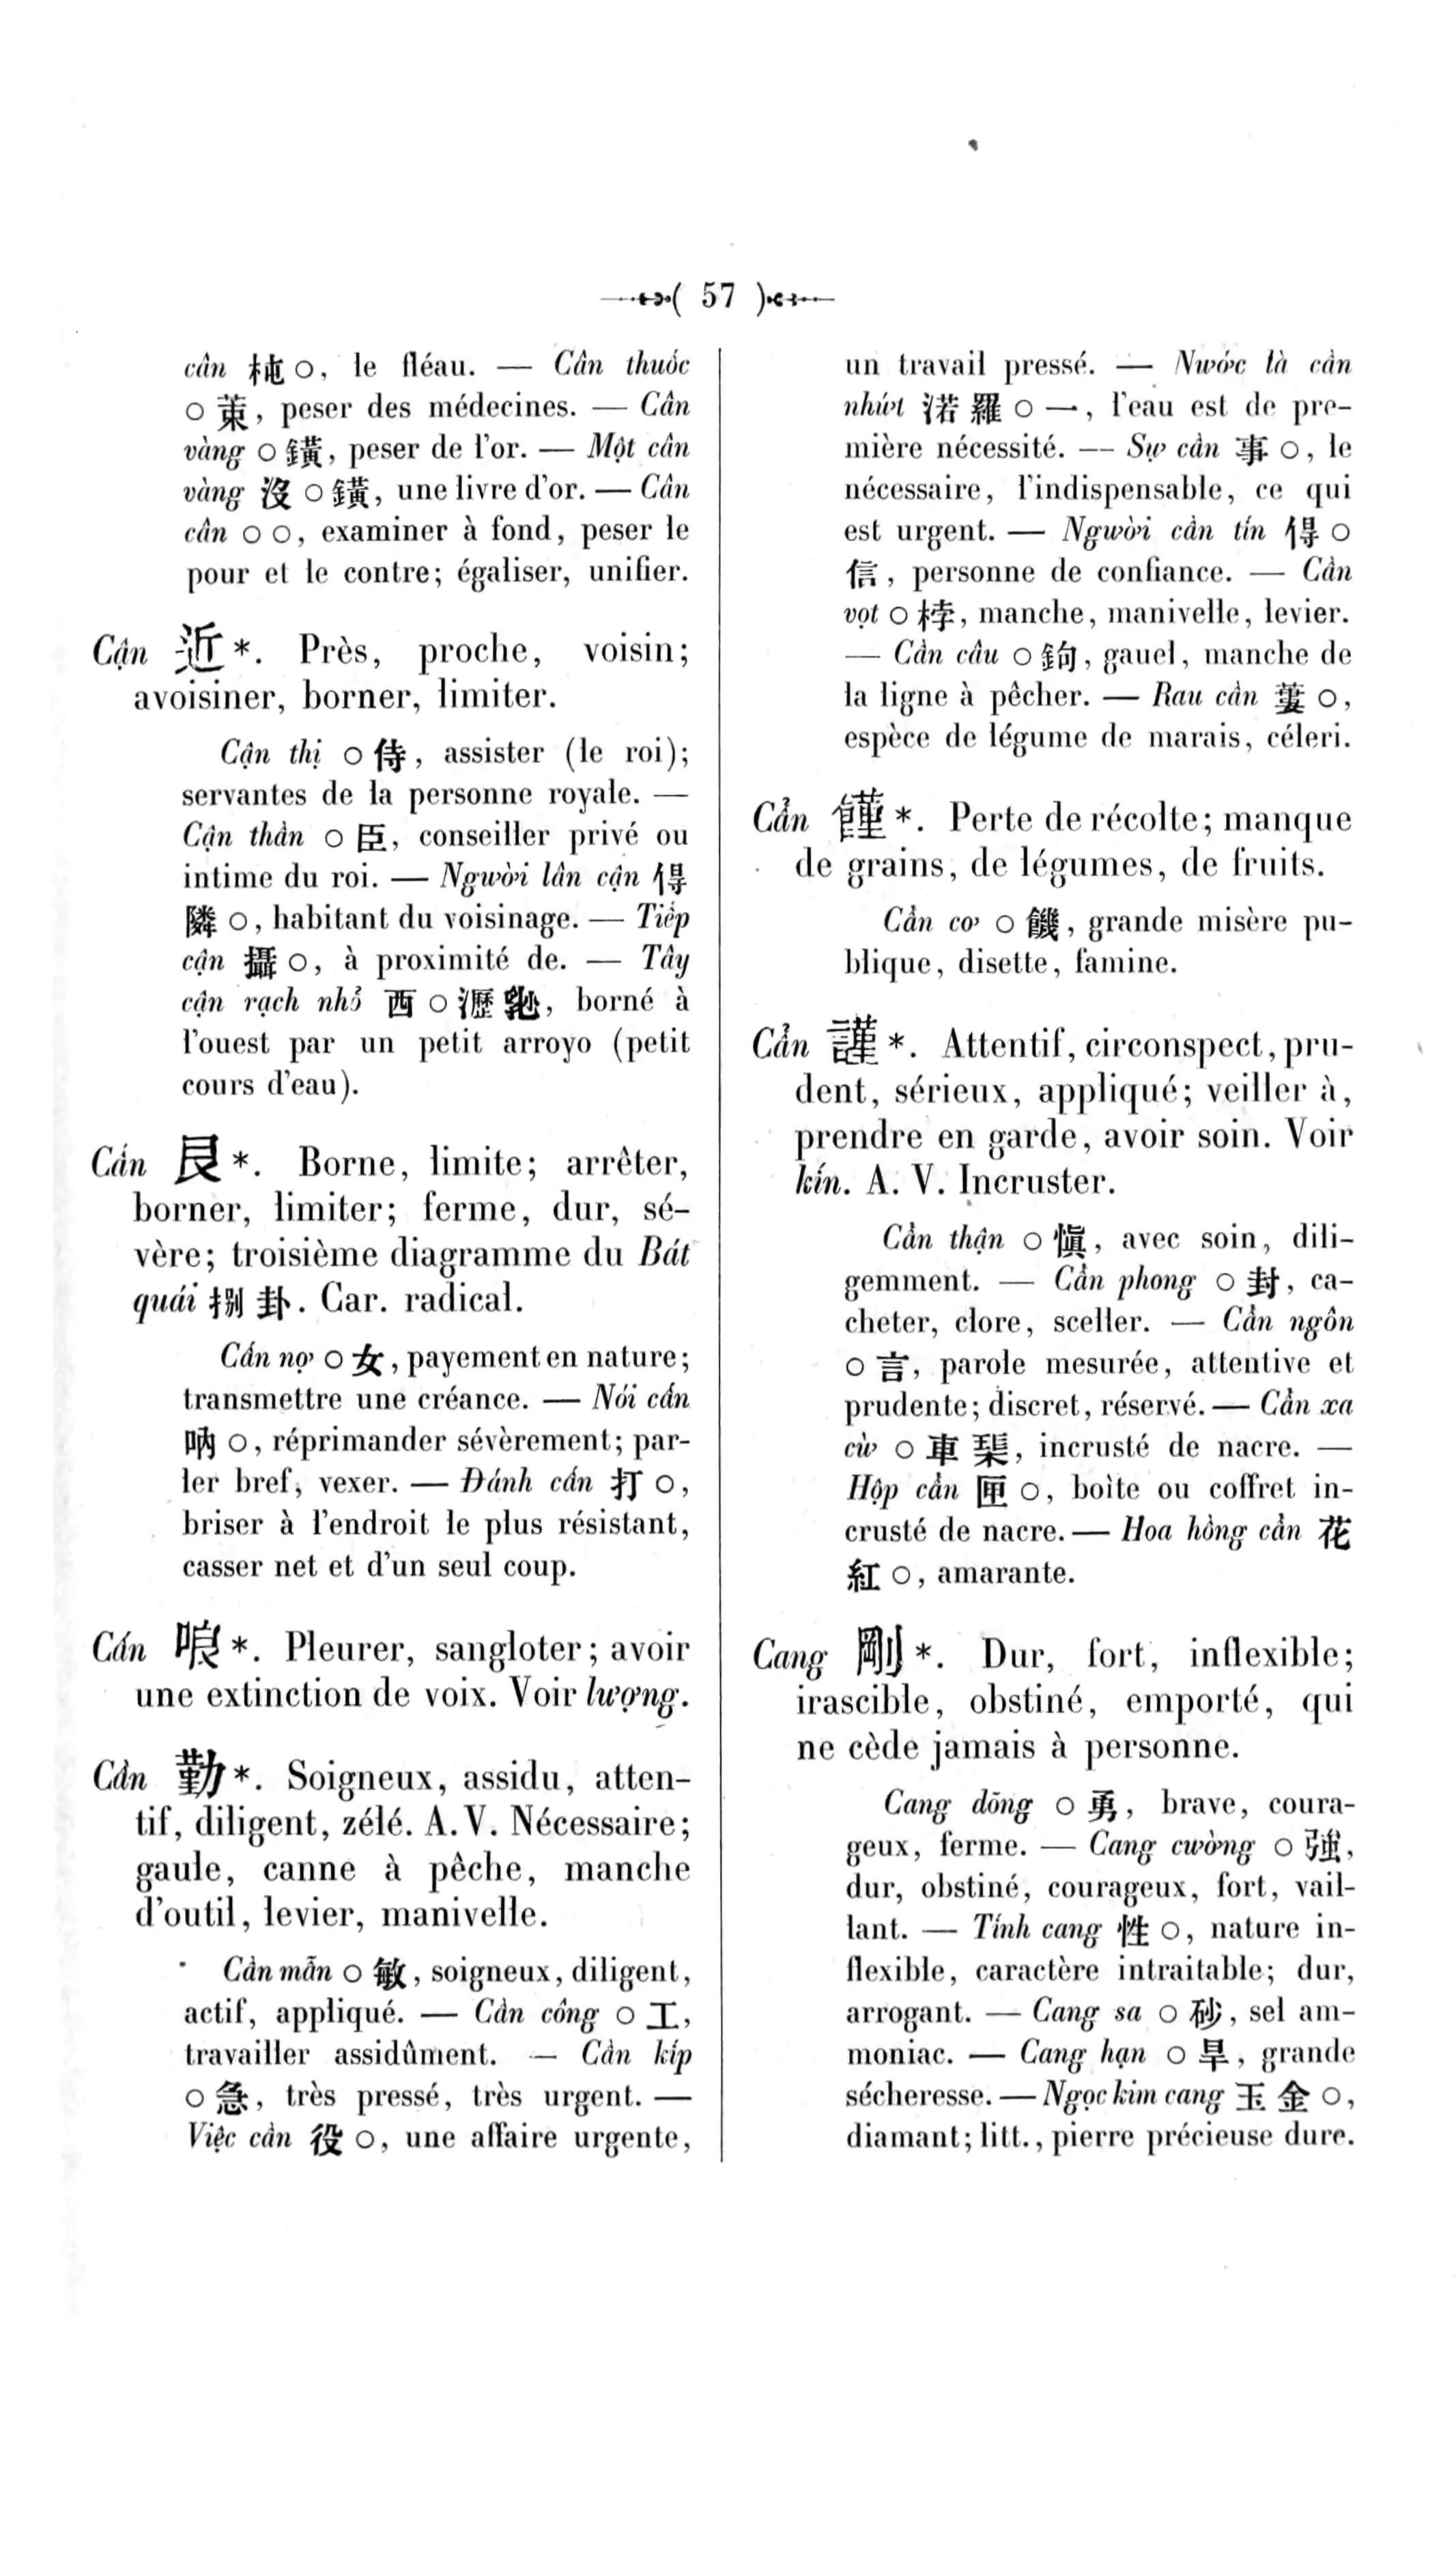 ( 57 )
cân 杶 ○, le fléau. — Cân thuốc
○ 葉, peser des médecines. — Cân
vàng ○ 鐄, peser de l'or. — Một cân
vàng 沒 ○ 鐄, une livre d'or. — Cân
cân ○ ○, examiner à fond, peser le
pour et le contre; égaliser, unifier.
Cận 近 *. Près, proche, voisin;
avoisiner, borner, limiter.
Cận thị ○ 侍, assister (le roi);
servantes de la personne royale. —
Cận thần ○ 臣, conseiller privé ou
intime du roi. — Người lân cận 㝵
隣 ○, habitant du voisinage. — Tiếp
cận 攝 ○, à proximité de. — Tây
cận rạch nhỏ 西 ○ 瀝, borné à
l'ouest par un petit arroyo (petit
cours d'eau).
Cấn 艮 *. Borne, limite; arrêter,
borner, limiter; ferme, dur, sé-
vère; troisième diagramme du Bát
quái 捌 卦. Car. radical.
Cấn nợ ○ 女, payement en nature;
transmettre une créance. — Nói cấn
吶 ○, réprimander sévèrement; par-
ler bref, vexer. — Đánh cấn 打 ○,
briser à l'endroit le plus résistant,
casser net et d'un seul coup.
Cấn 哴 *. Pleurer, sangloter; avoir
une extinction de voix. Voir lượng.
Cần 勤 *. Soigneux, assidu, atten-
tif, diligent, zélé. A. V. Nécessaire;
gaule, canne à pêche, manche
d'outil, levier, manivelle.
Cần mẫn ○ 敏, soigneux, diligent,
actif, appliqué. — Cần công ○ 工,
travailler assidûment. — Cần kíp
○ 急, très pressé, très urgent. —
Việc cần 役 ○, une affaire urgente,
un travail pressé. — Nước là cần
nhứt 渃 羅 ○ 一, l'eau est de pre-
mière nécessité. — Sự cần 事 ○, le
nécessaire, l'indispensable, ce qui
est urgent. — Người cần tín 㝵 ○
信, personne de confiance. — Cần
vọt ○ 桲, manche, manivelle, levier.
— Cần câu ○ 鉤, gauel, manche de
la ligne à pêcher. — Rau cần 蔞 ○,
espèce de légume de marais, céleri.
Cẩn 饉 *. Perte de récolte; manque
de grains, de légumes, de fruits.
Cẩn cơ ○ 饑, grande misère pu-
blique, disette, famine.
Cẩn 謹 *. Attentif, circonspect, pru-
dent, sérieux, appliqué; veiller à,
prendre en garde, avoir soin. Voir
kín. A. V. Incruster.
Cẩn thận ○ 愼, avec soin, dili-
gemment. — Cẩn phong ○ 封, ca-
cheter, clore, sceller. — Cẩn ngôn
○ 言, parole mesurée, attentive et
prudente; discret, réservé. — Cẩn xa
cừ ○ 車 琹, incrusté de nacre. —
Hộp cẩn 匣 ○, boîte ou coffret in-
crusté de nacre. — Hoa hồng cẩn 花
紅 ○, amarante.
Cang 剛 *. Dur, fort, inflexible;
irascible, obstiné, emporté, qui
ne cède jamais à personne.
Cang dõng ○ 勇, brave, coura-
geux, ferme. — Cang cường ○ 強,
dur, obstiné, courageux, fort, vail-
lant. — Tính cang 性 ○, nature in-
flexible, caractère intraitable; dur,
arrogant. — Cang sa ○ 砂, sel am-
moniac. — Cang hạn ○ 旱, grande
sécheresse. — Ngọc kim cang 玉 金 ○,
diamant; litt., pierre précieuse dure.